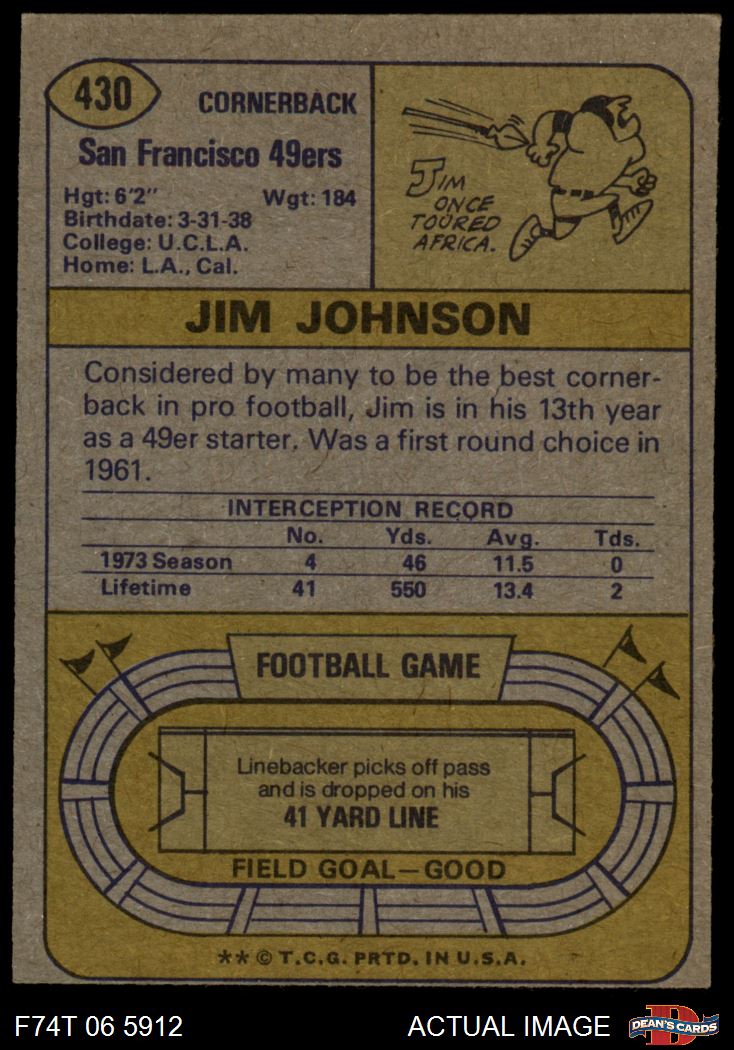 430
CORNERBACK
San Francisco 49ers
Hgt: 6'2" Wgt: 184
Birthdate: 3-31-38
College: U.C.L.A.
Home: L.A., Cal.
JIM
ONCE
TOURED
AFRICA.
JIM JOHNSON
Considered by many to be the best corner-
back in pro football, Jim is in his 13th year
as a 49er starter. Was a first round choice in
1961.
INTERCEPTION RECORD
No. Yds. Avg. Tds.
1973 Season 4 46 11.5 0
Lifetime 41 550 13.4 2
FOOTBALL GAME
Linebacker picks off pass
and is dropped on his
41 YARD LINE
FIELD GOAL—GOOD
** © T.C.G. PRTD. IN U.S.A.
F74T 06 5912 ACTUAL IMAGE
D
DEAN'S CARDS